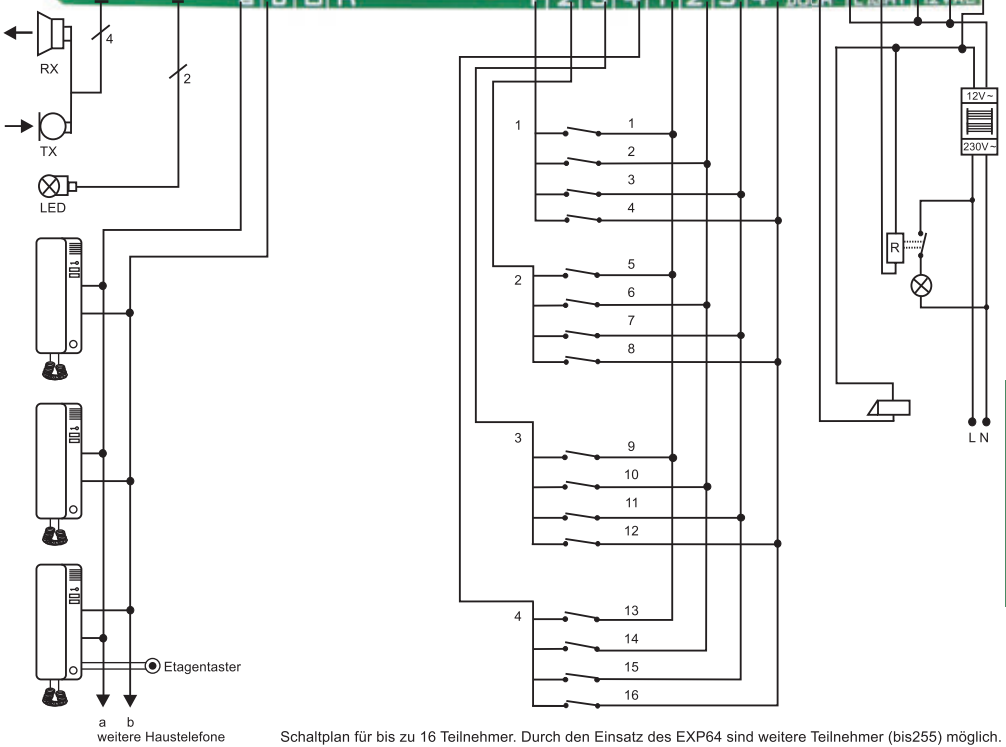 4
RX
2
TX
LED
1
1
2
3
4
2
5
6
7
8
3
9
10
11
12
4
13
14
15
16
12V~
230V~
R
L N
Etagentaster
a b
weitere Haustelefone
Schaltplan für bis zu 16 Teilnehmer. Durch den Einsatz des EXP64 sind weitere Teilnehmer (bis255) möglich.